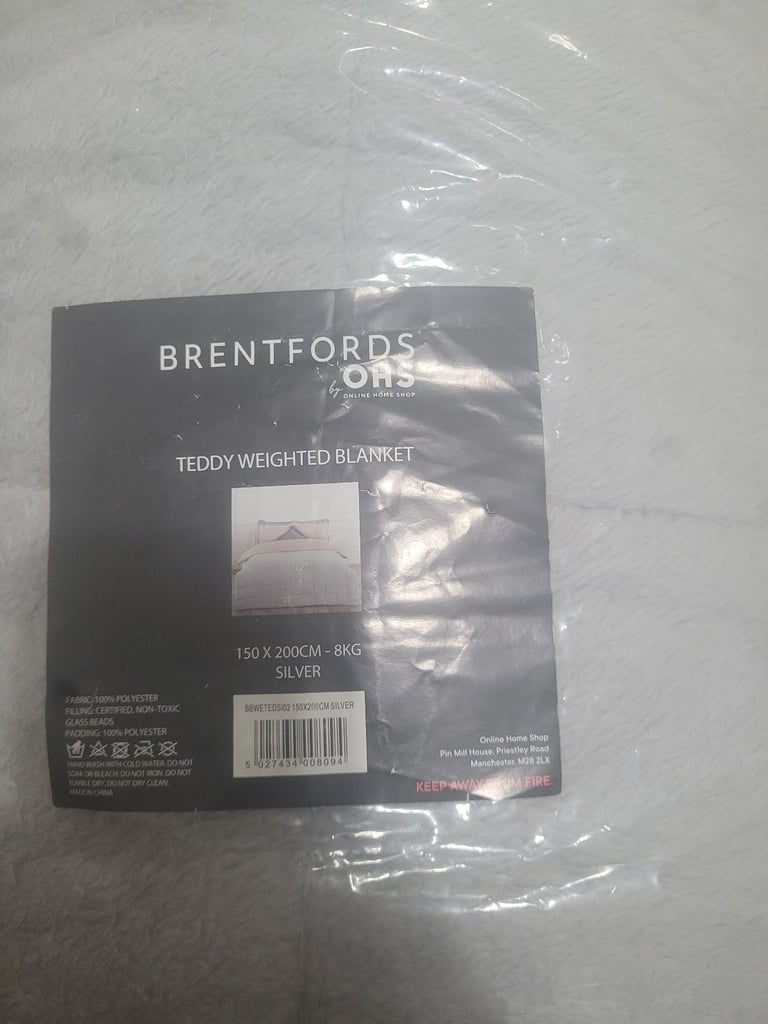 BRENTFORDS
by OHS
ONLINE HOME SHOP
TEDDY WEIGHTED BLANKET
150 X 200CM - 8KG
SILVER
FABRIC: 100% POLYESTER
FILLING: CERTIFIED, NON-TOXIC
GLASS BEADS
PADDING: 100% POLYESTER
HAND WASH WITH COLD WATER. DO NOT
SOAK OR BLEACH. DO NOT IRON. DO NOT
TUMBLE DRY. DO NOT DRY CLEAN.
MADE IN CHINA
BBWETEDSI02 150X200CM SILVER
5 027434 008094
Online Home Shop
Pin Mill House, Priestley Road
Manchester, M28 2LX
KEEP AWAY FROM FIRE